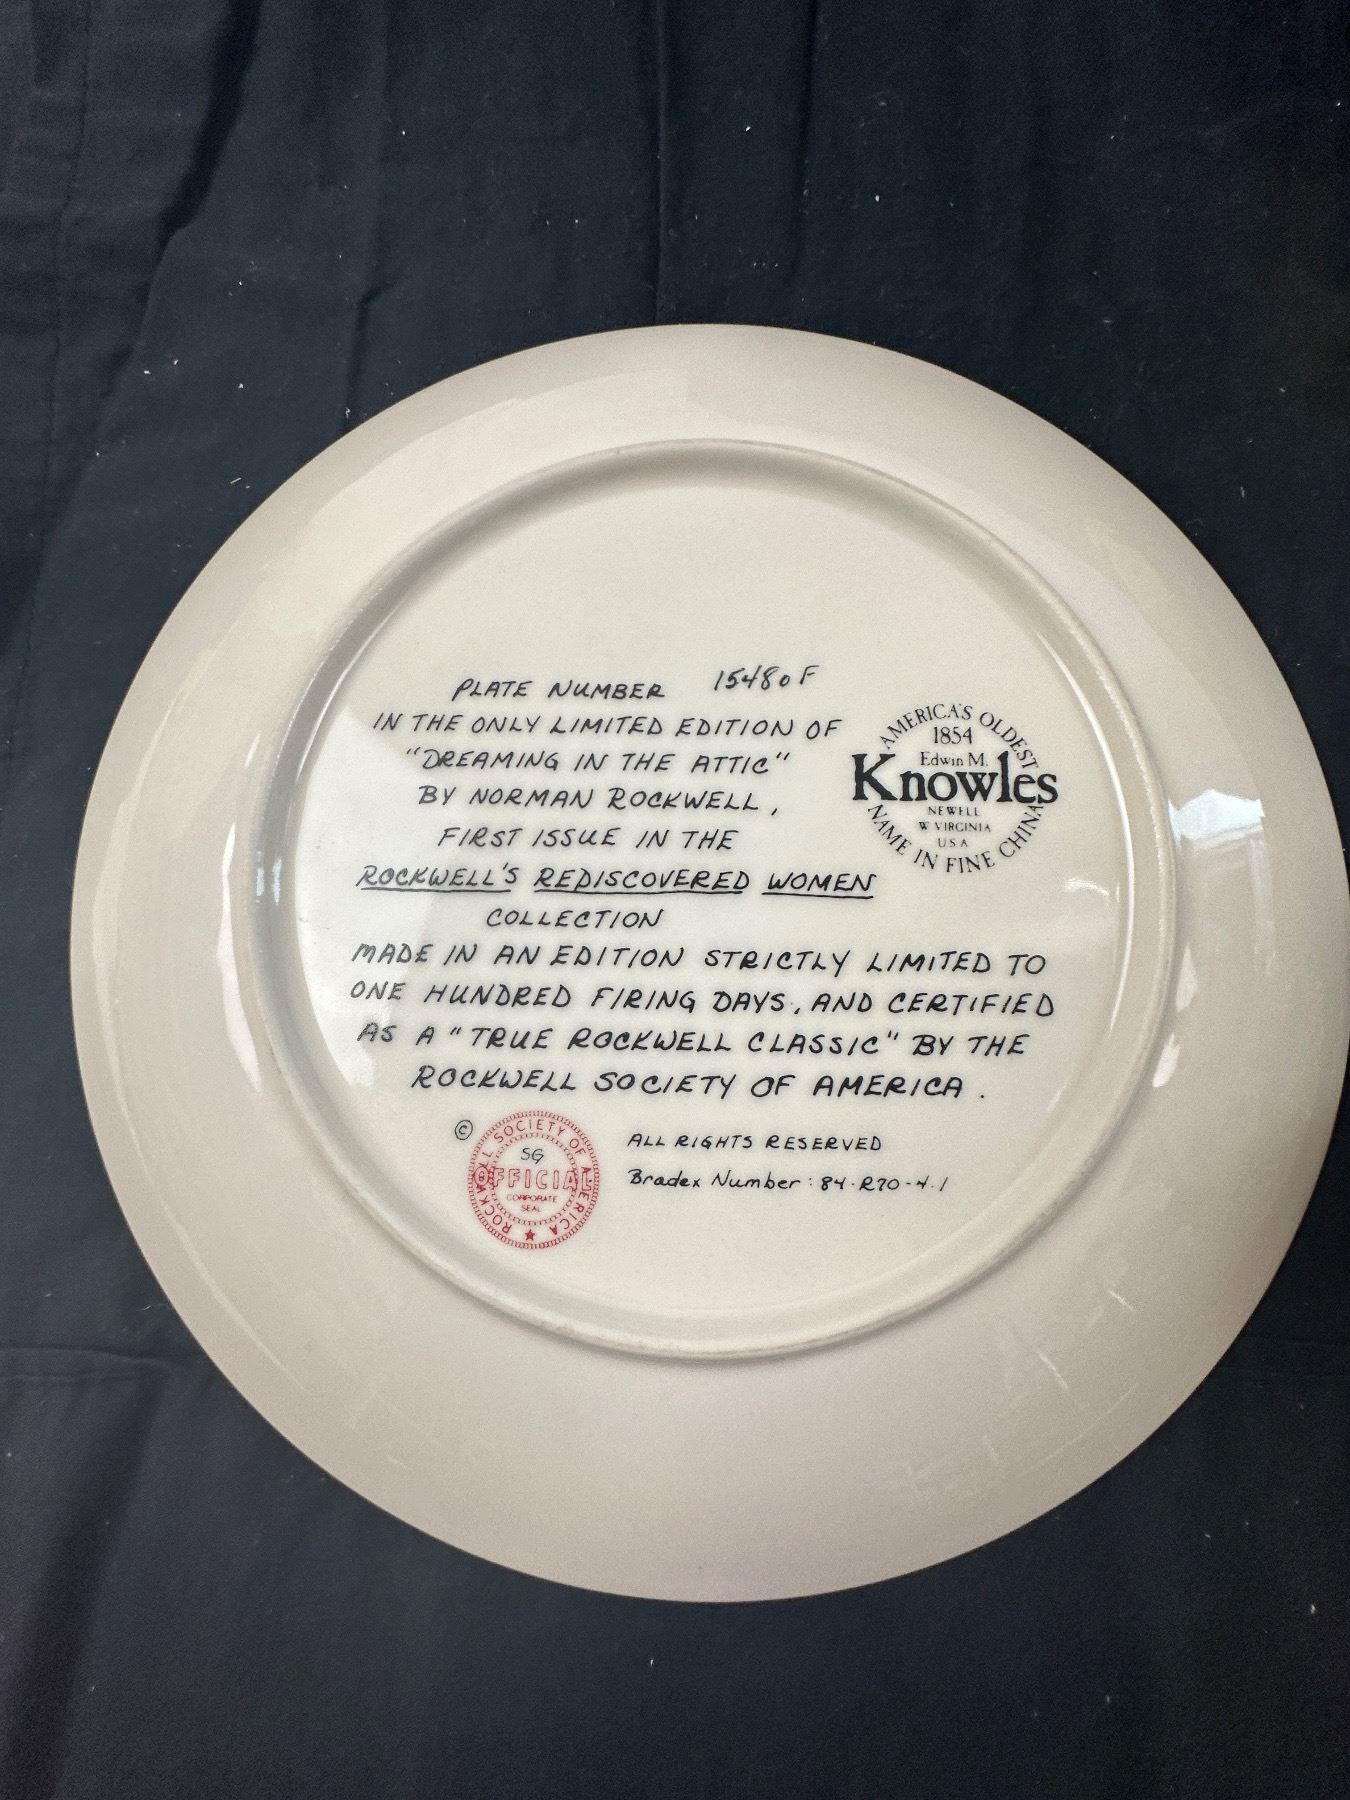 PLATE NUMBER 15480F
IN THE ONLY LIMITED EDITION OF
"DREAMING IN THE ATTIC"
BY NORMAN ROCKWELL,
FIRST ISSUE IN THE
ROCKWELL'S REDISCOVERED WOMEN
COLLECTION
MADE IN AN EDITION STRICTLY LIMITED TO
ONE HUNDRED FIRING DAYS, AND CERTIFIED
AS A "TRUE ROCKWELL CLASSIC" BY THE
ROCKWELL SOCIETY OF AMERICA.
AMERICA'S OLDEST
1854
Edwin M.
Knowles
NEWELL
W VIRGINIA
USA
NAME IN FINE CHINA
©
ROCKWELL SOCIETY OF AMERICA
SG
OFFICIAL
CORPORATE
SEAL
ALL RIGHTS RESERVED
Bradex Number: 84-R70-4.1